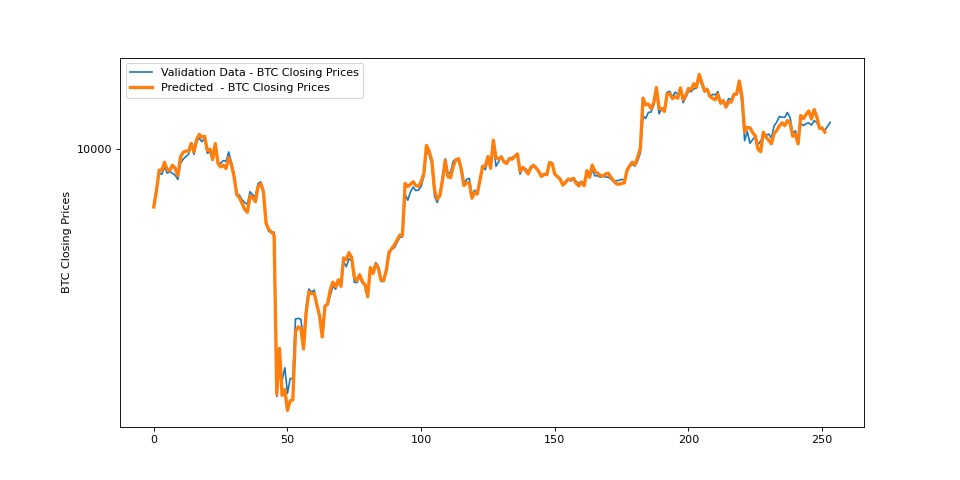 Validation Data - BTC Closing Prices
Predicted  - BTC Closing Prices
10000
BTC Closing Prices
0
50
100
150
200
250